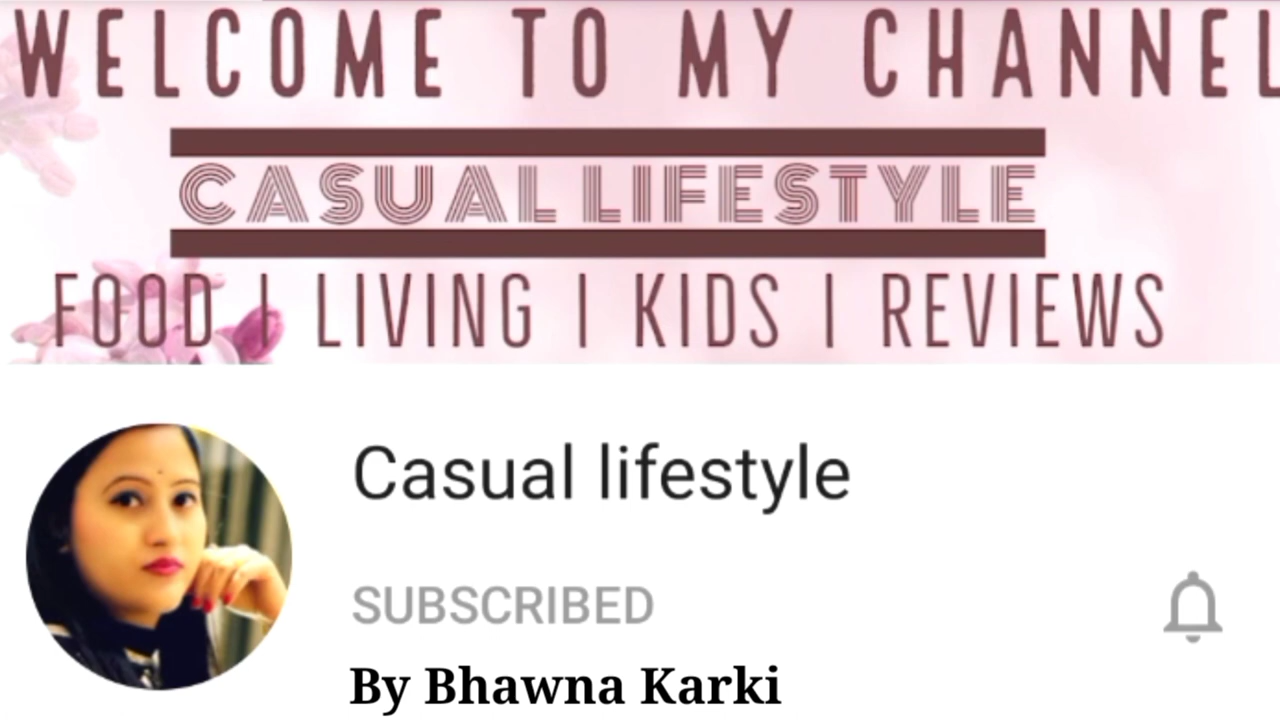 WELCOME TO MY CHANNEL
CASUAL LIFESTYLE
FOOD | LIVING | KIDS | REVIEWS
Casual lifestyle
SUBSCRIBED
By Bhawna Karki